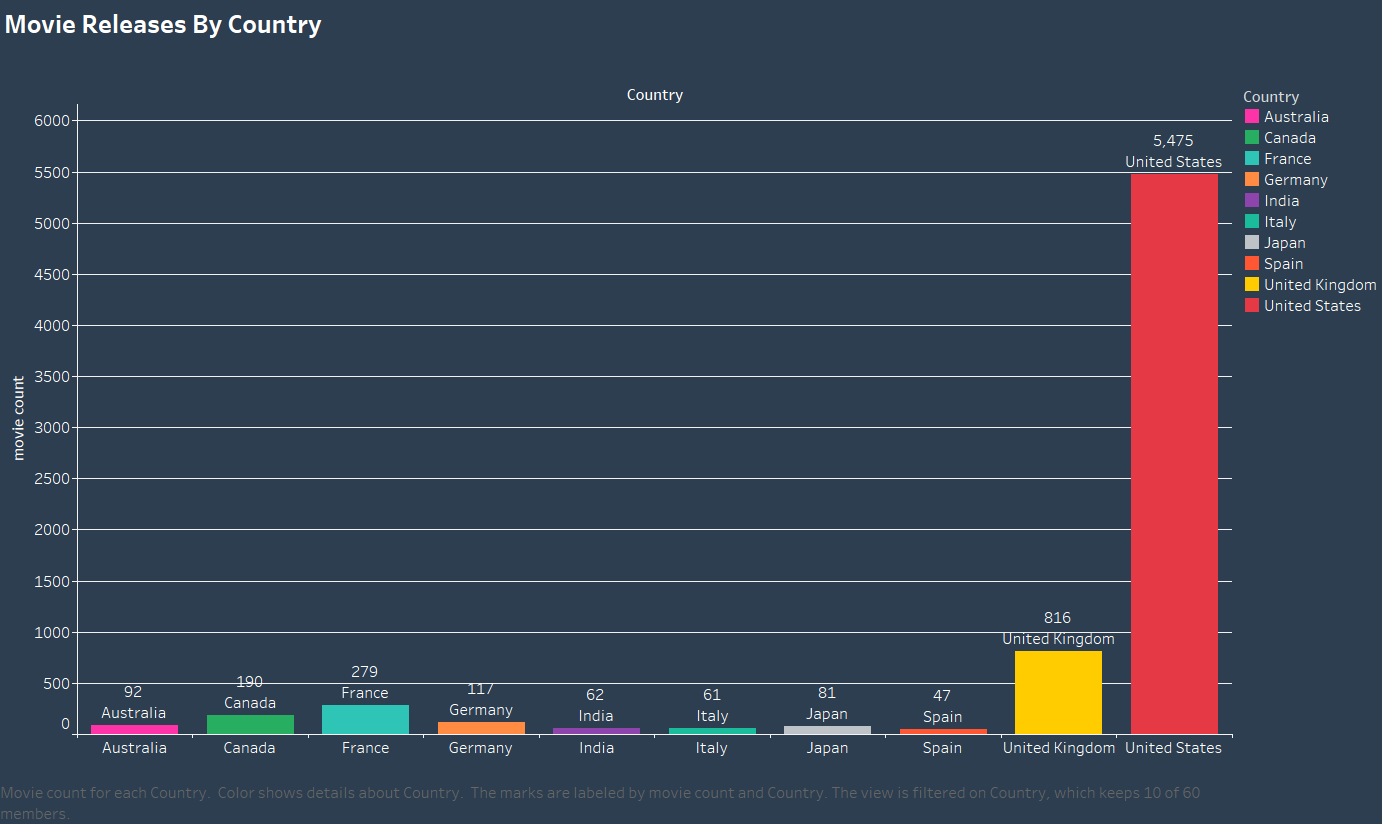 Movie Releases By Country
Country
6000
5500
5000
4500
4000
3500
3000
2500
2000
1500
1000
500
0
movie count
92
Australia
190
Canada
279
France
117
Germany
62
India
61
Italy
81
Japan
47
Spain
816
United Kingdom
5,475
United States
Australia Canada France Germany India Italy Japan Spain United Kingdom United States
Country
Australia
Canada
France
Germany
India
Italy
Japan
Spain
United Kingdom
United States
Movie count for each Country. Color shows details about Country. The marks are labeled by movie count and Country. The view is filtered on Country, which keeps 10 of 60
members.